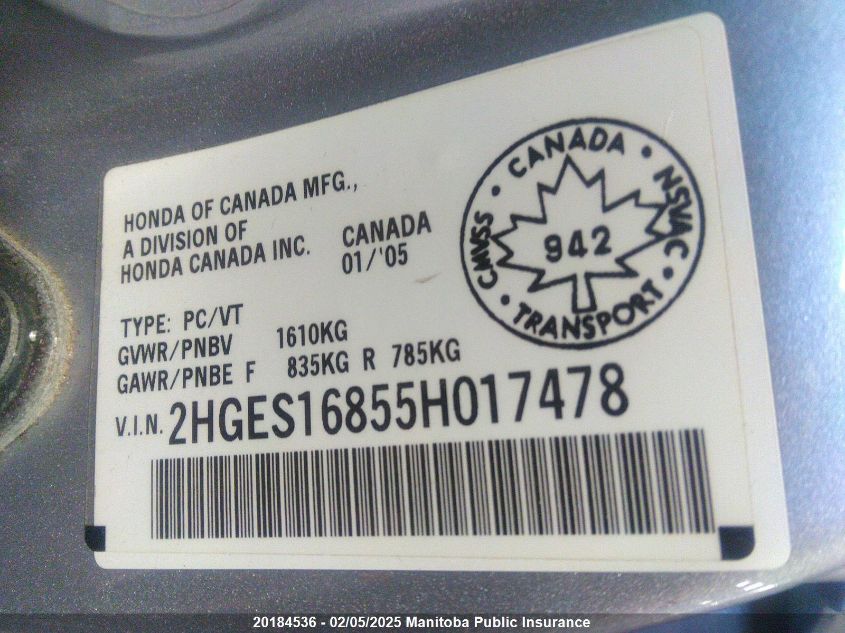 HONDA OF CANADA MFG.,
A DIVISION OF
HONDA CANADA INC.
CANADA
01/'05
TYPE: PC/VT
GVWR/PNBV 1610KG
GAWR/PNBE F 835KG R 785KG
V.I.N. 2HGES16855H017478
• CANADA •
CMVSS • NSVAC
942
• TRANSPORT •
20184536 - 02/05/2025 Manitoba Public Insurance